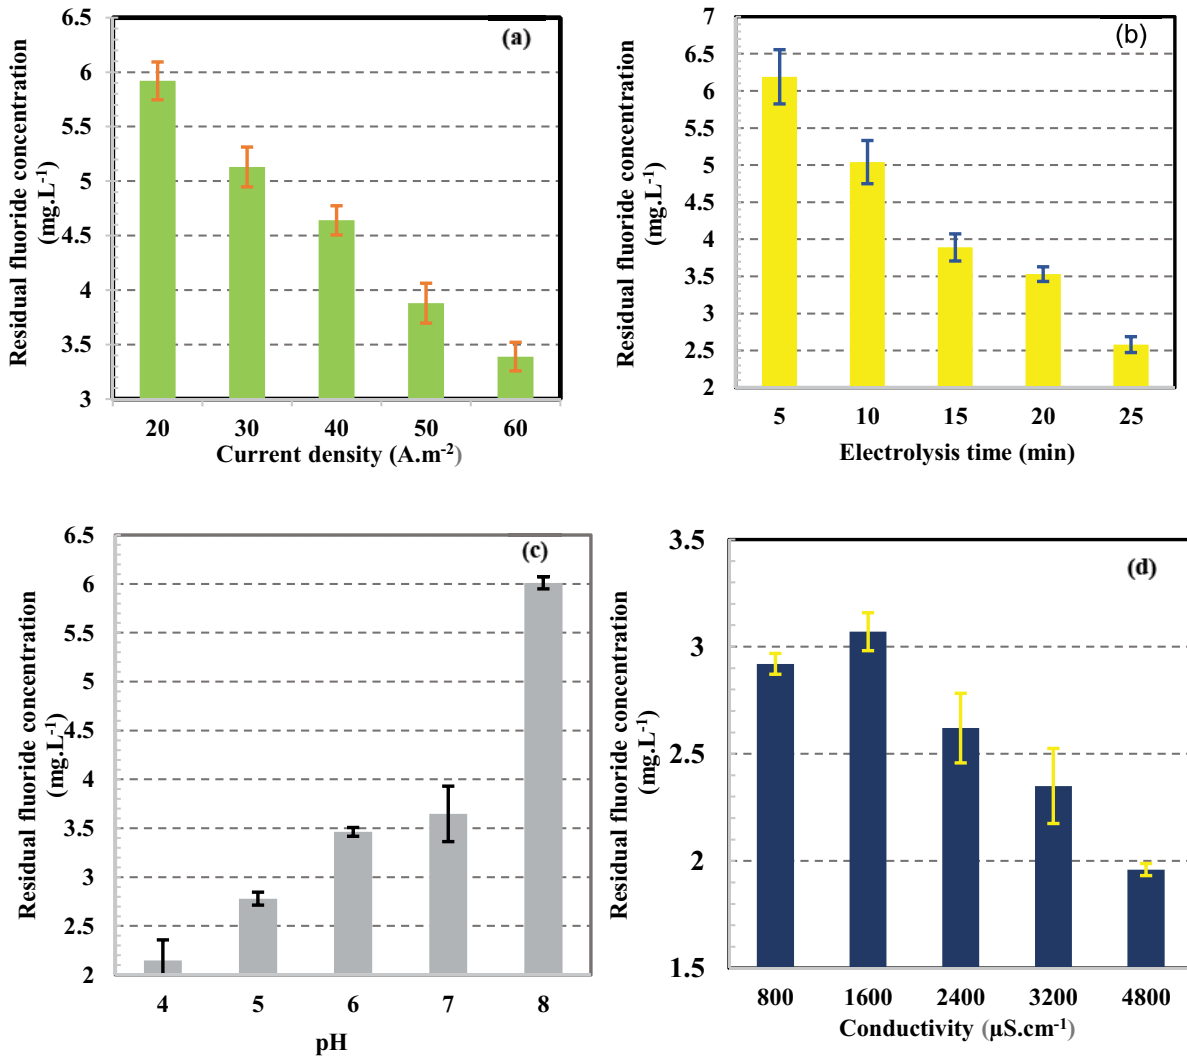 (a)
Residual fluoride concentration
(mg.L-1)
6.5
6
5.5
5
4.5
4
3.5
3
20 30 40 50 60
Current density (A.m-2)
(b)
Residual fluoride concentration
(mg.L-1)
7
6.5
6
5.5
5
4.5
4
3.5
3
2.5
2
5 10 15 20 25
Electrolysis time (min)
(c)
Residual fluoride concentration
(mg.L-1)
6.5
6
5.5
5
4.5
4
3.5
3
2.5
2
4 5 6 7 8
pH
(d)
Residual fluoride concentration
(mg.L-1)
3.5
3
2.5
2
1.5
800 1600 2400 3200 4800
Conductivity (µS.cm-1)